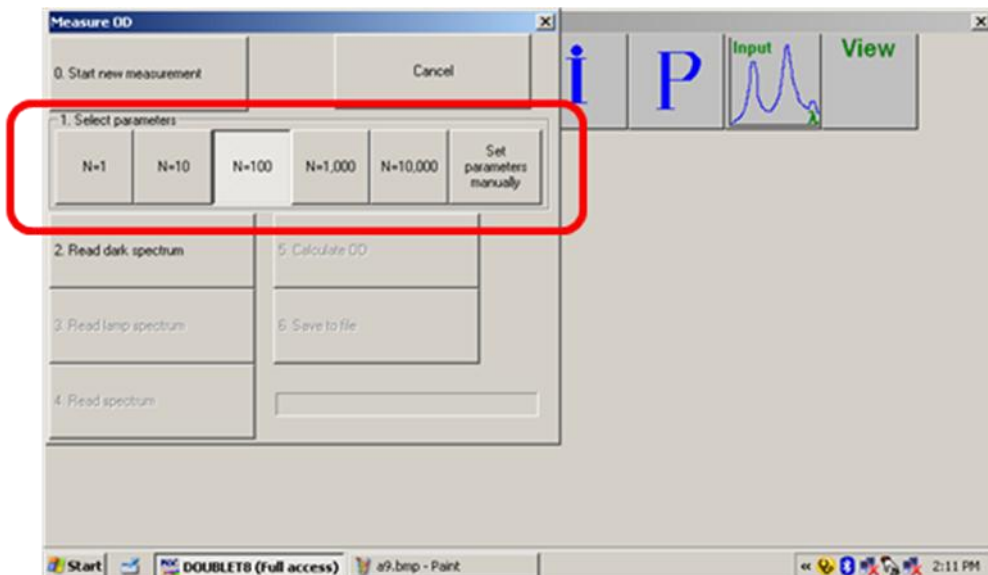 Measure OD
0. Start new measurement
Cancel
i
P
Input
λ
View
1. Select parameters
N=1
N=10
N=100
N=1,000
N=10,000
Set
parameters
manually
2. Read dark spectrum
5. Calculate OD
3. Read lamp spectrum
6. Save to file
4. Read spectrum
Start
DOUBLET8 (Full access)
a9.bmp - Paint
«
2:11 PM